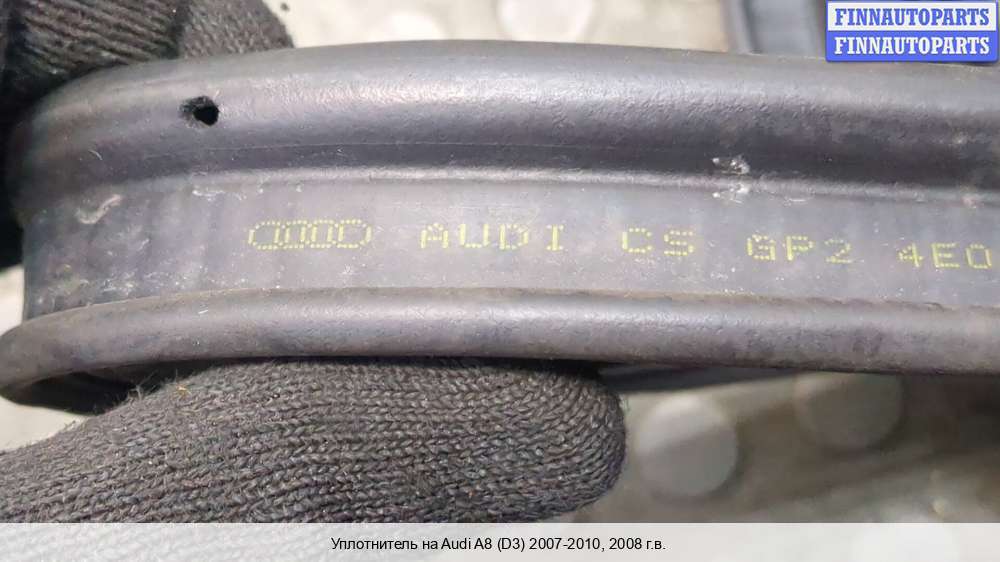 FINNAUTOPARTS
FINNAUTOPARTS
AUDI CS GP2 4E0
Уплотнитель на Audi A8 (D3) 2007-2010, 2008 г.в.